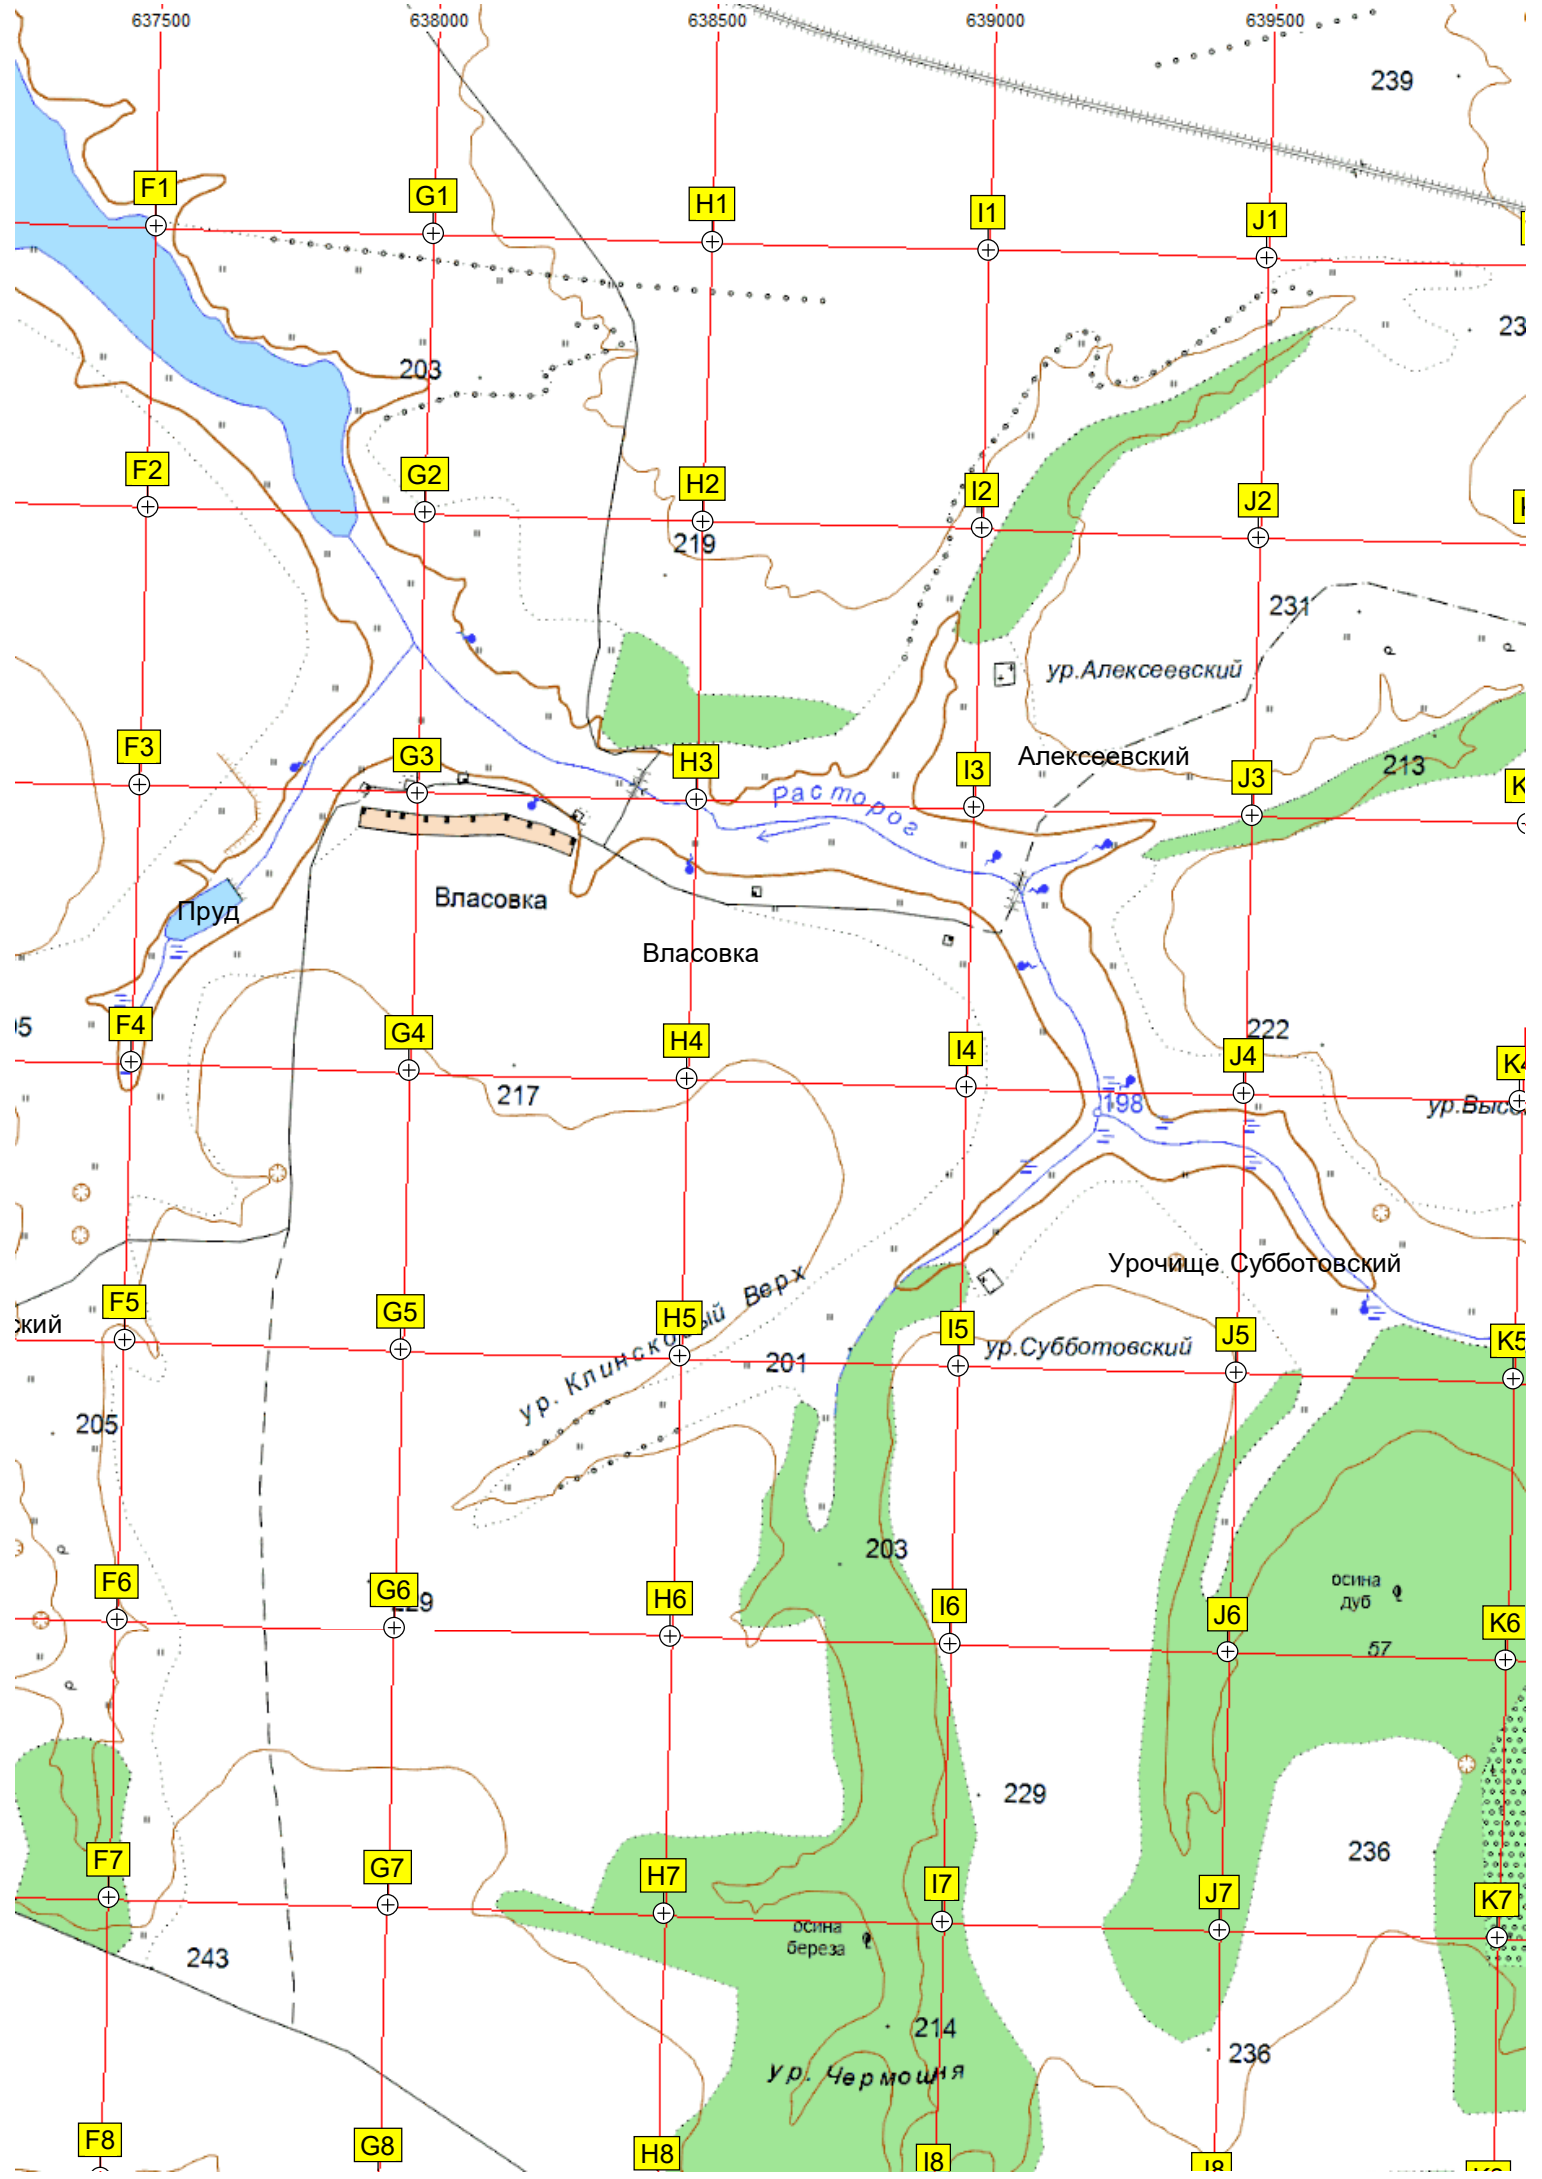 637500 638000 638500 639000 639500
239
F1 G1 H1 I1 J1
203
F2 G2 H2 I2 J2
219
231
ур.Алексеевский
Алексеевский
F3 G3 H3 I3 J3
213
Расторог
Пруд
Власовка
Власовка
F4 G4 H4 I4 J4
222
217
198
Урочище Субботовский
ур. Клинсковый Верх
F5 G5 H5 I5 J5 K5
ур.Субботовский
201
205
203
осина
дуб
57
F6 G6 H6 I6 J6 K6
229
236
F7 G7 H7 I7 J7 K7
осина
береза
243
214
236
ур. Чермошня
F8 G8 H8 I8